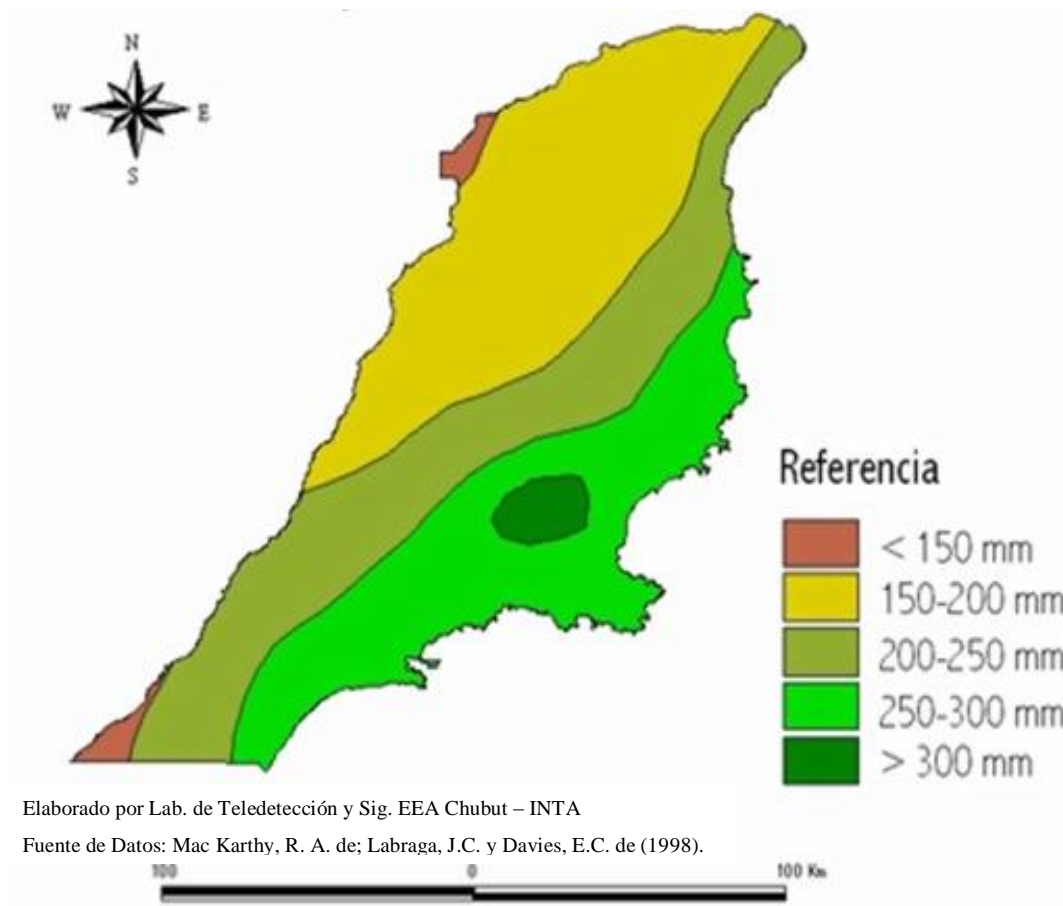 N
W E
S
Referencia
< 150 mm
150-200 mm
200-250 mm
250-300 mm
> 300 mm
Elaborado por Lab. de Teledetección y Sig. EEA Chubut – INTA
Fuente de Datos: Mac Karthy, R. A. de; Labraga, J.C. y Davies, E.C. de (1998).
100 0 100 Km